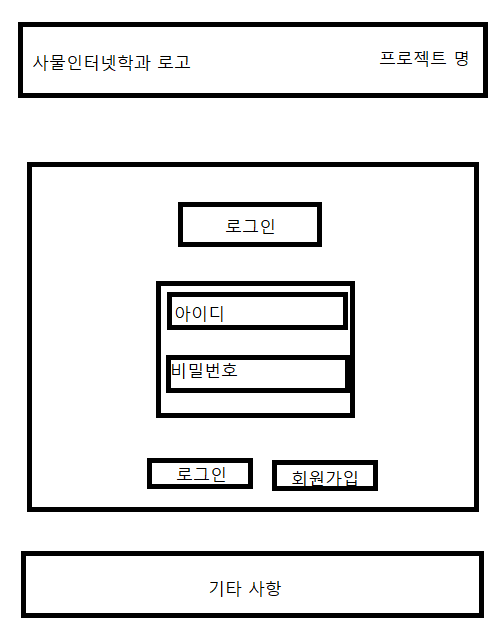 사물인터넷학과 로고
프로젝트 명
로그인
아이디
비밀번호
로그인
회원가입
기타 사항